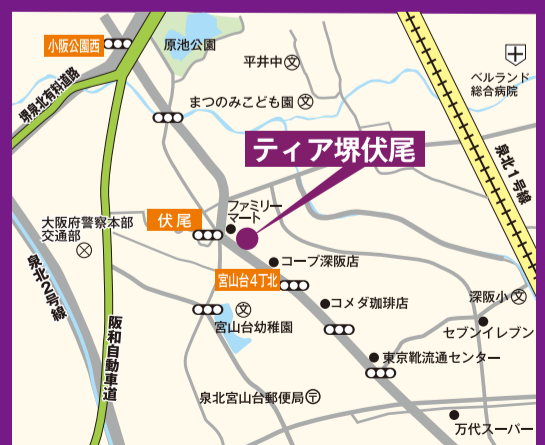 小阪公園西
原池公園
平井中
ベルランド
総合病院
堺泉北有料道路
まつのみこども園
ティア堺伏尾
泉北1号線
ファミリー
マート
伏尾
大阪府警察本部
交通部
泉北2号線
コープ深阪店
宮山台4丁北
コメダ珈琲店
深阪小
宮山台幼稚園
セブンイレブン
阪和自動車道
東京靴流通センター
泉北宮山台郵便局
万代スーパー